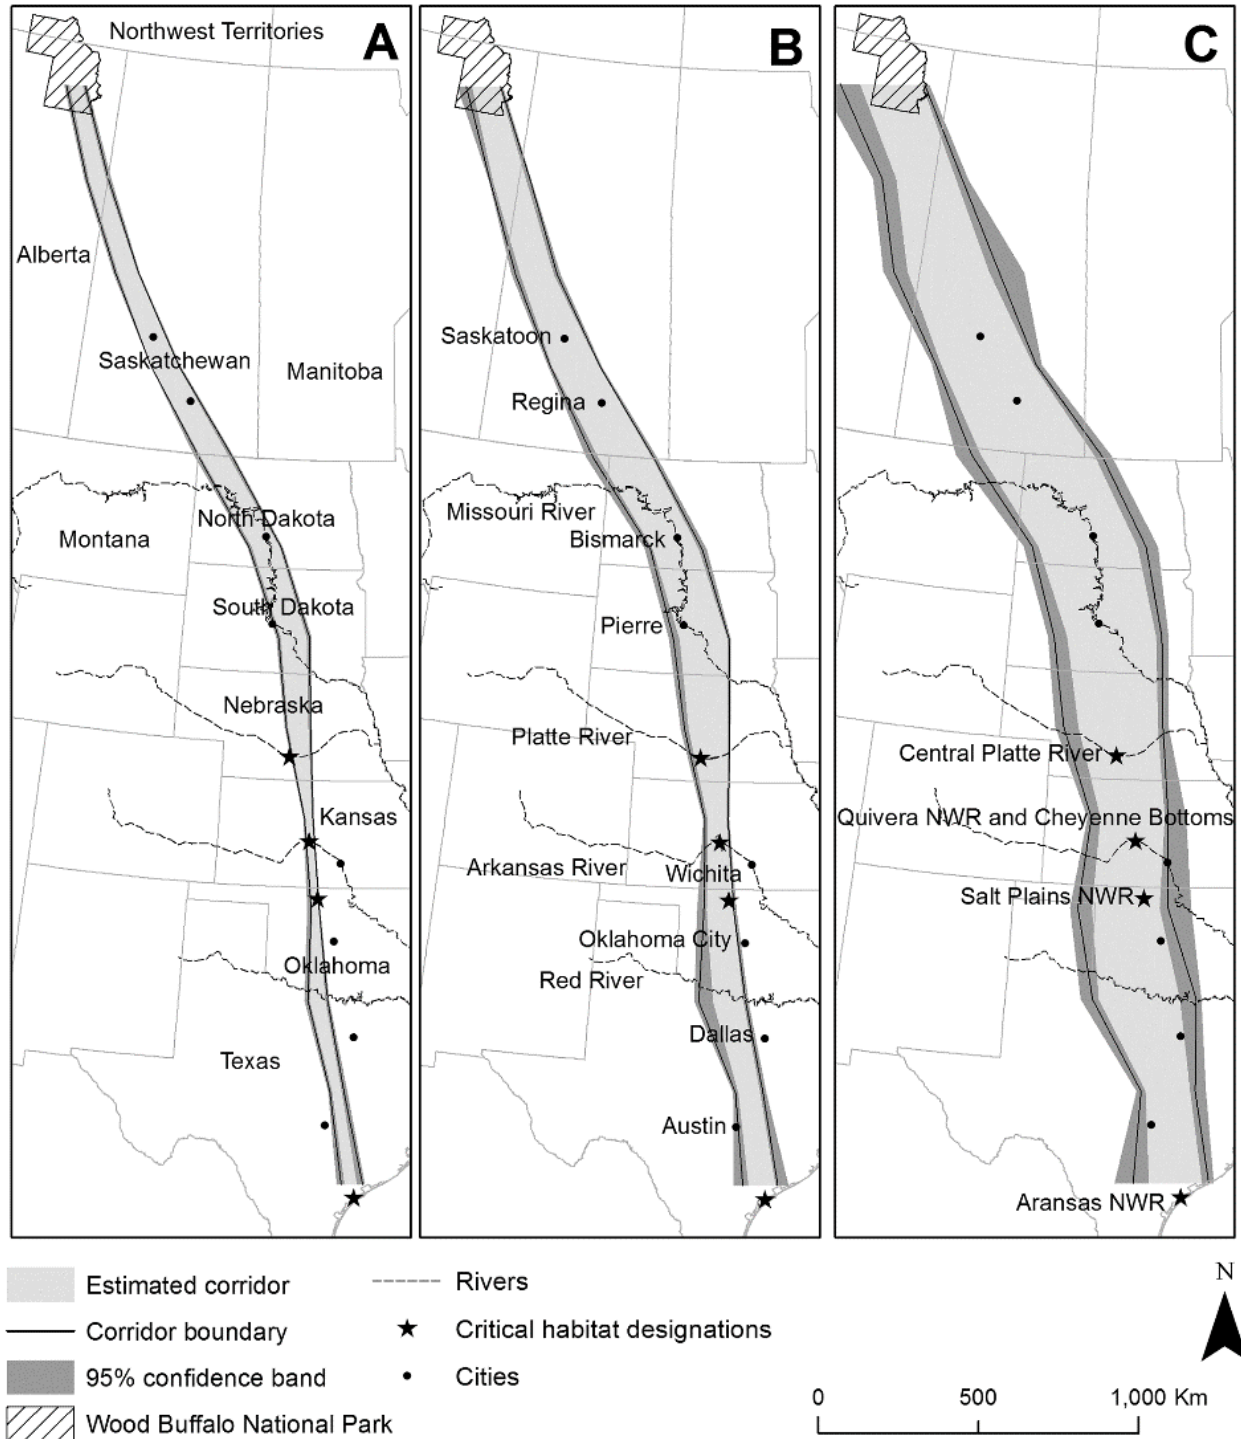 Northwest Territories
A
Alberta
Saskatchewan
Manitoba
North Dakota
Montana
South Dakota
Nebraska
Kansas
Oklahoma
Texas
B
Saskatoon
Regina
Missouri River
Bismarck
Pierre
Platte River
Arkansas River
Wichita
Oklahoma City
Red River
Dallas
Austin
C
Central Platte River
Quivera NWR and Cheyenne Bottoms
Salt Plains NWR
Aransas NWR
Estimated corridor
Corridor boundary
95% confidence band
Wood Buffalo National Park
Rivers
Critical habitat designations
Cities
N
0 500 1,000 Km